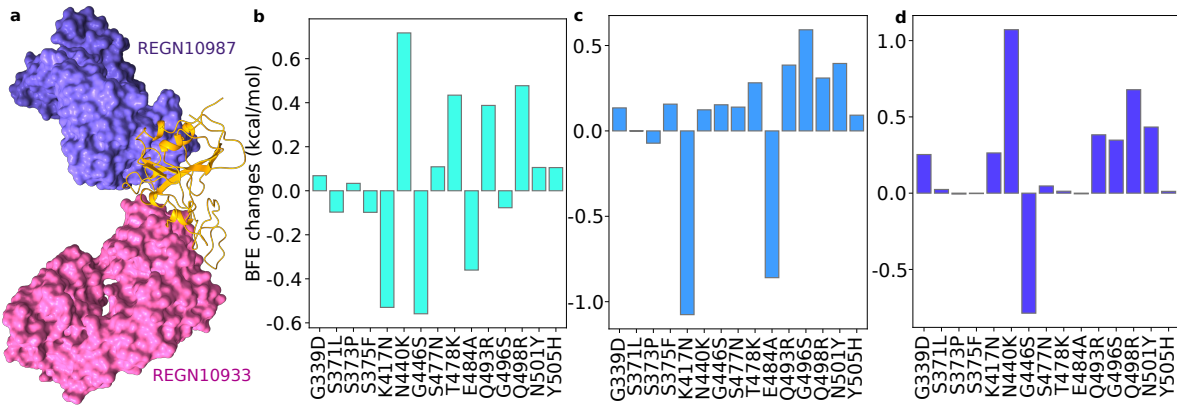 a
REGN10987
REGN10933
b
BFE changes (kcal/mol)
0.6
0.4
0.2
0.0
-0.2
-0.4
-0.6
G339D
S371L
S373P
S375F
K417N
N440K
G446S
S477N
T478K
E484A
Q493R
G496S
Q498R
N501Y
Y505H
c
0.5
0.0
-0.5
-1.0
G339D
S371L
S373P
S375F
K417N
N440K
G446S
S477N
T478K
E484A
Q493R
G496S
Q498R
N501Y
Y505H
d
1.0
0.5
0.0
-0.5
G339D
S371L
S373P
S375F
K417N
N440K
G446S
S477N
T478K
E484A
Q493R
G496S
Q498R
N501Y
Y505H